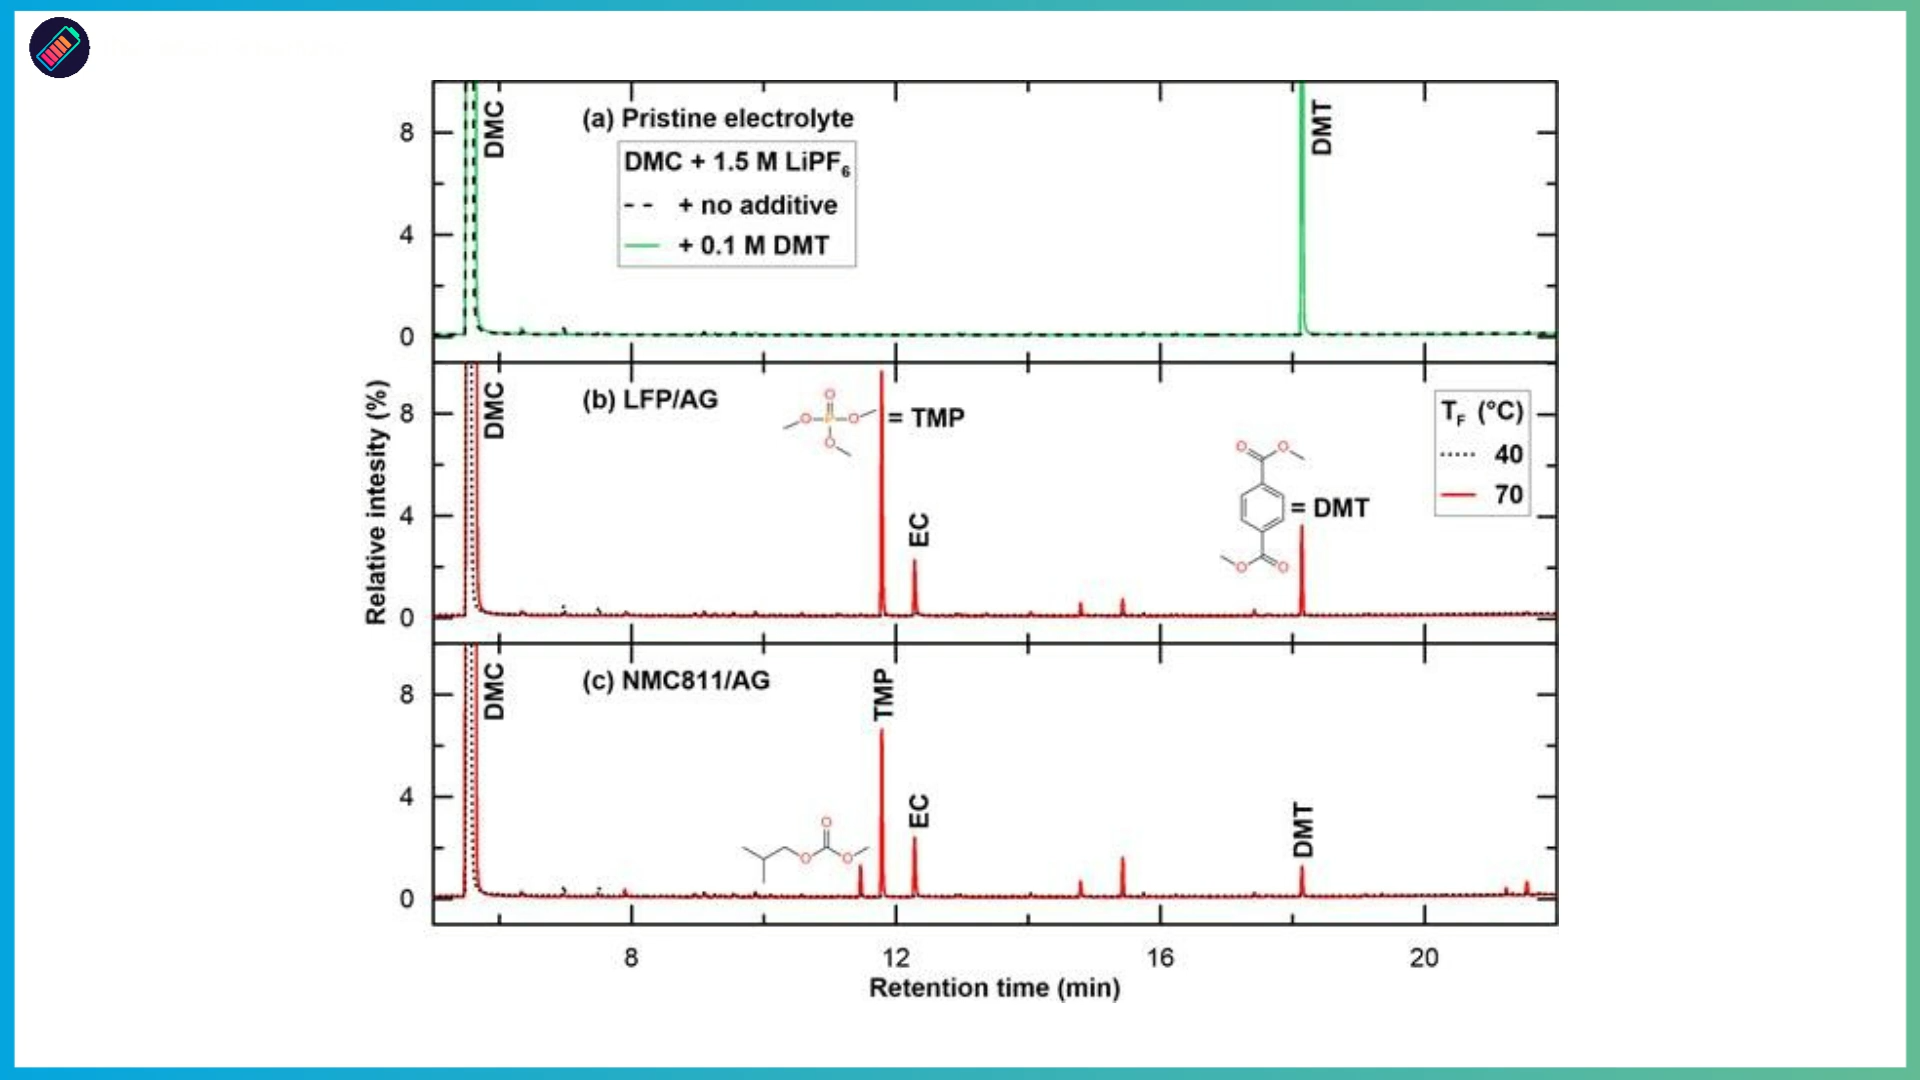 (a) Pristine electrolyte
DMC + 1.5 M LiPF6
+ no additive
+ 0.1 M DMT
DMC
DMT
8
4
0
(b) LFP/AG
DMC
O
O P O = TMP
O
EC
O O
= DMT
O O
TF (°C)
40
70
8
4
0
Relative intesity (%)
(c) NMC811/AG
DMC
TMP
EC
O
O O
DMT
8
4
0
8 12 16 20
Retention time (min)